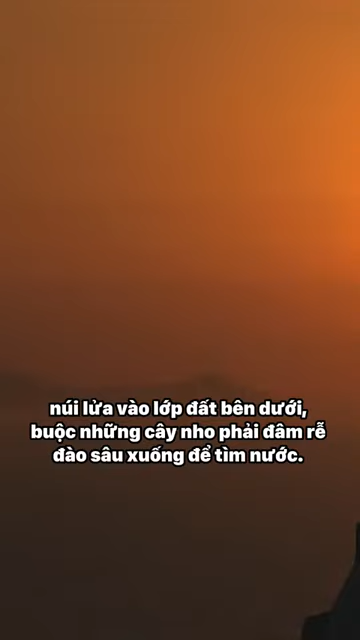 núi lửa vào lớp đất bên dưới,
buộc những cây nho phải đâm rễ
đào sâu xuống để tìm nước.